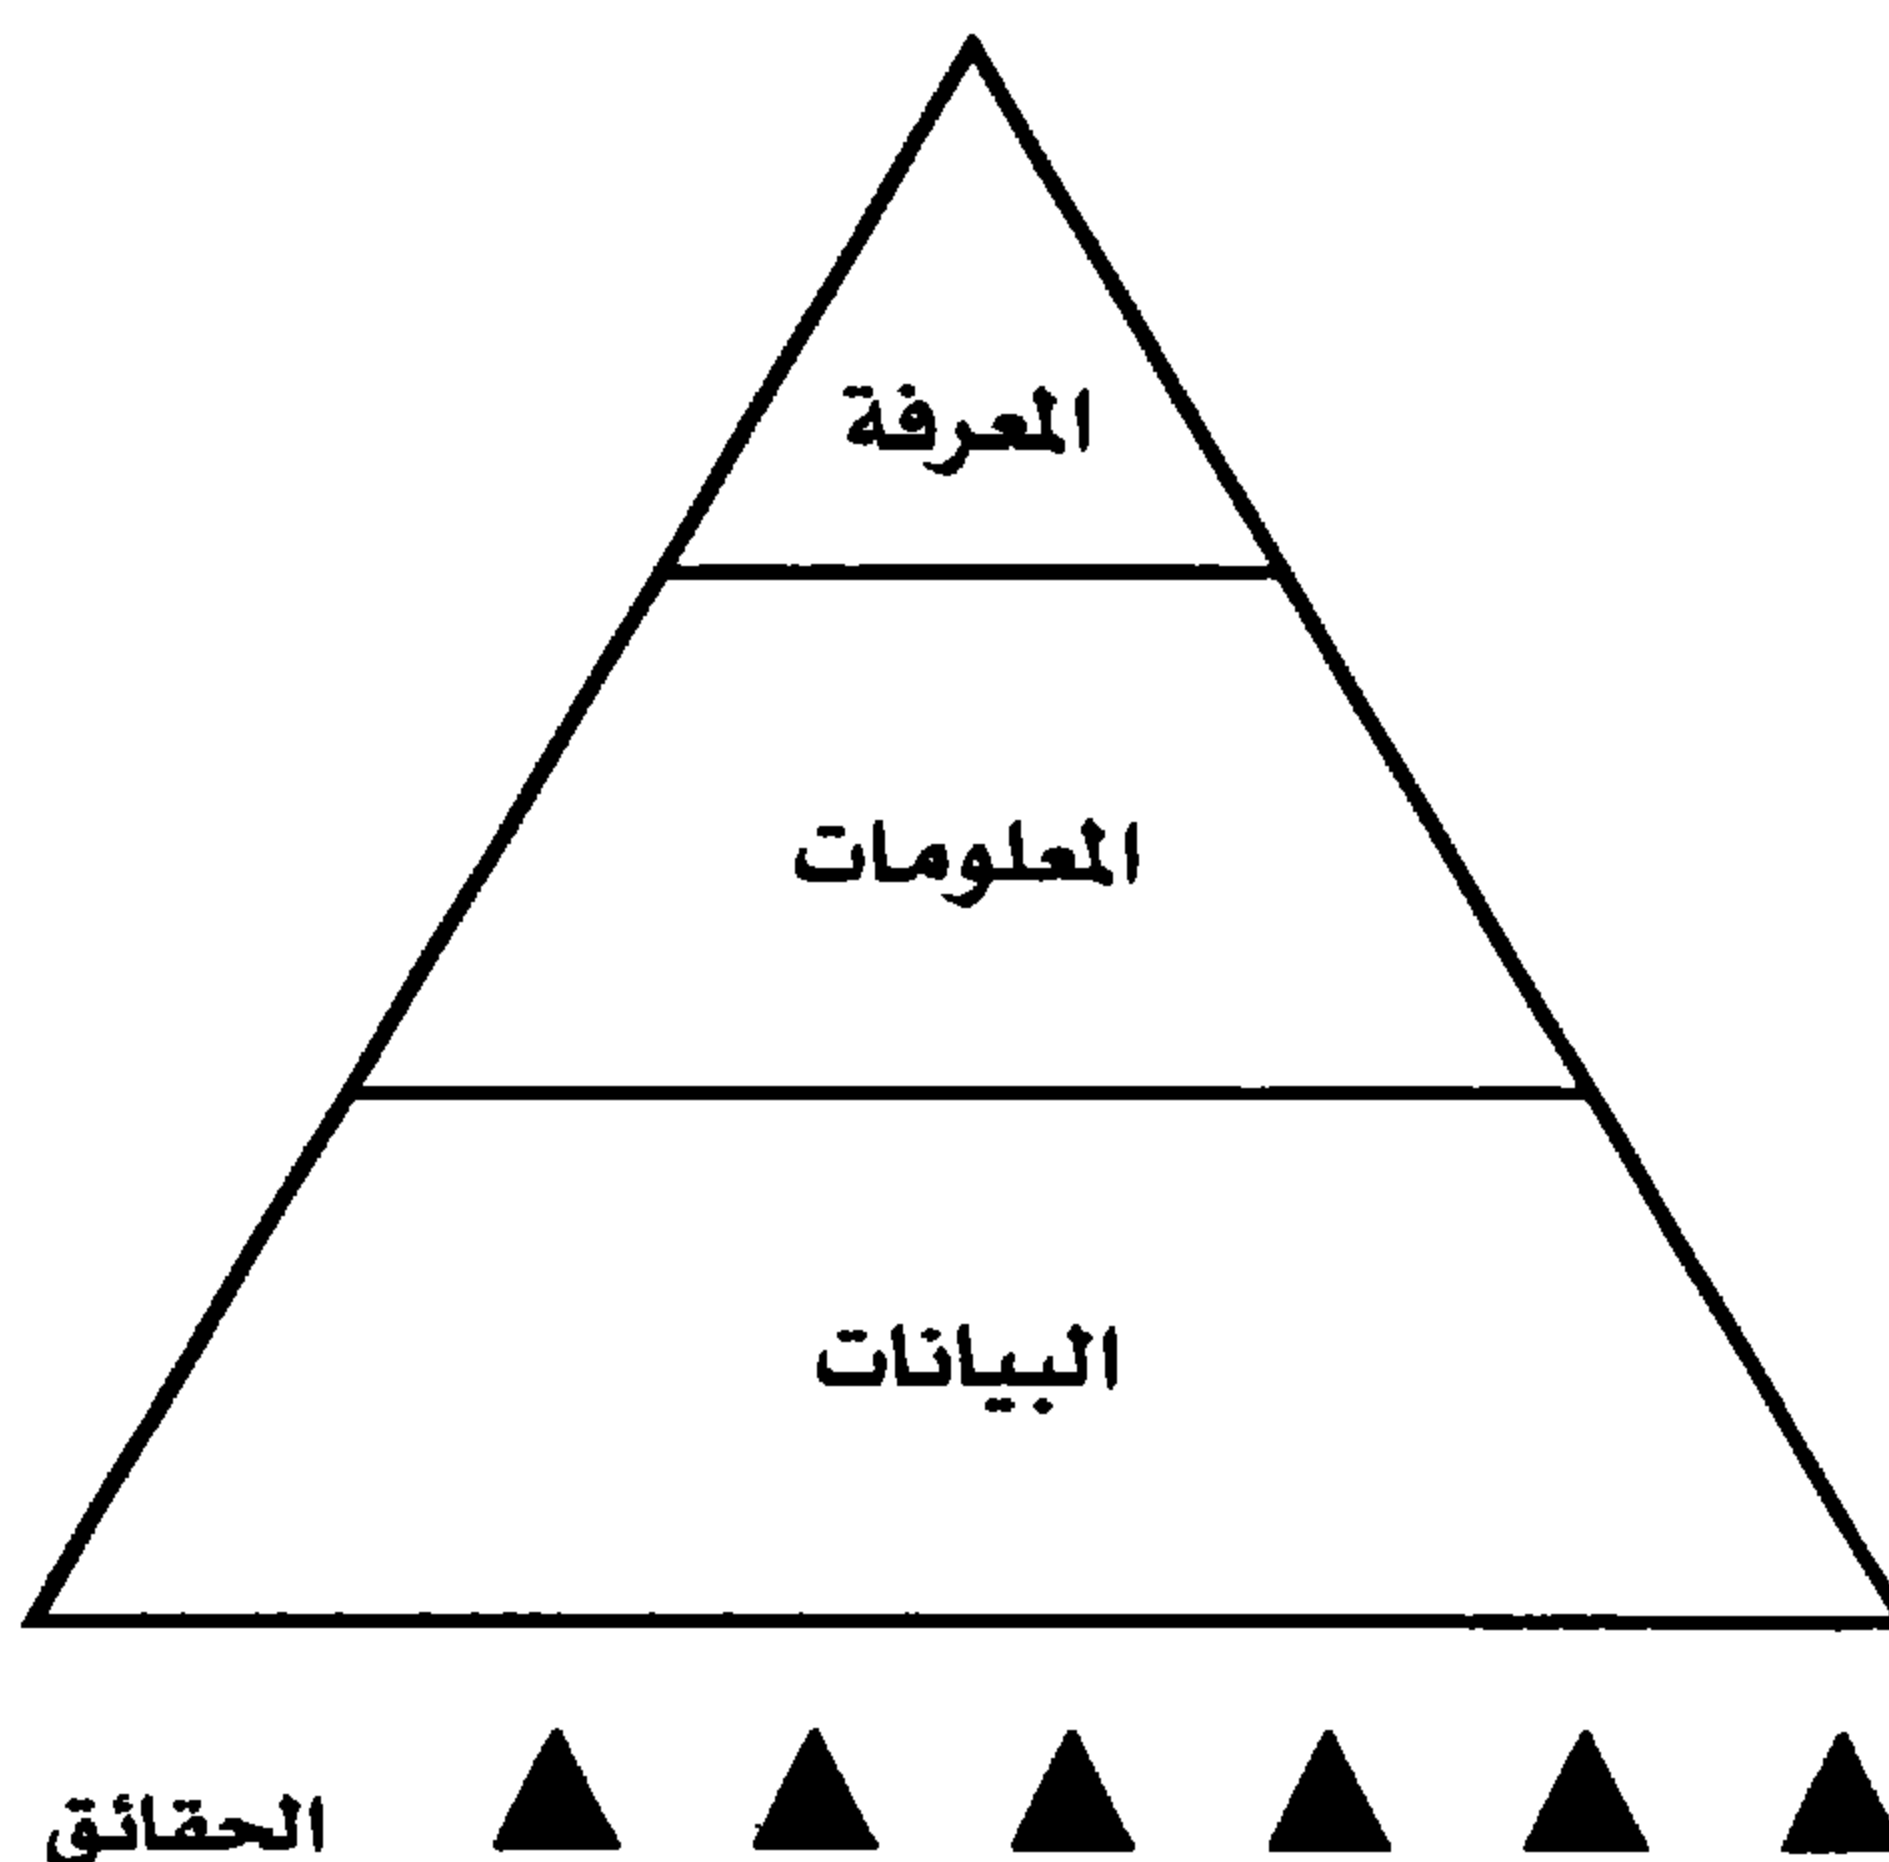 المعرفة
المعلومات
البيانات
الحقائق